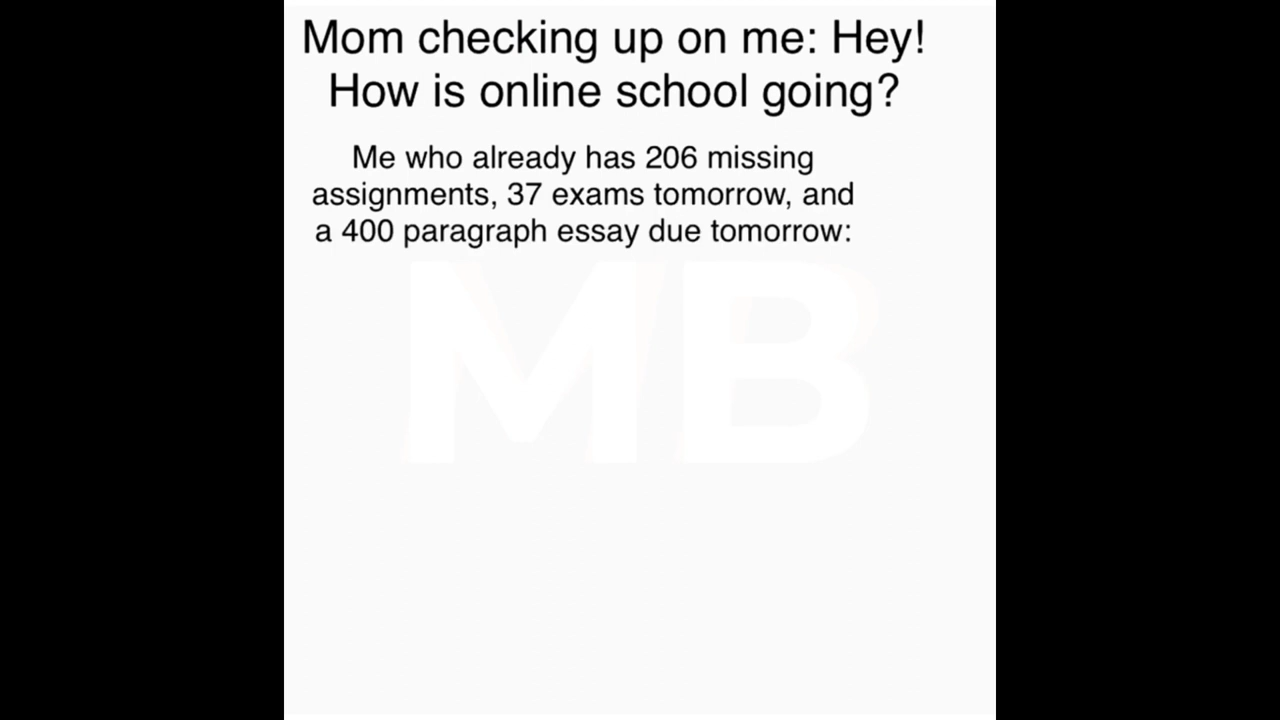 Mom checking up on me: Hey!
How is online school going?
Me who already has 206 missing
assignments, 37 exams tomorrow, and
a 400 paragraph essay due tomorrow:
MB